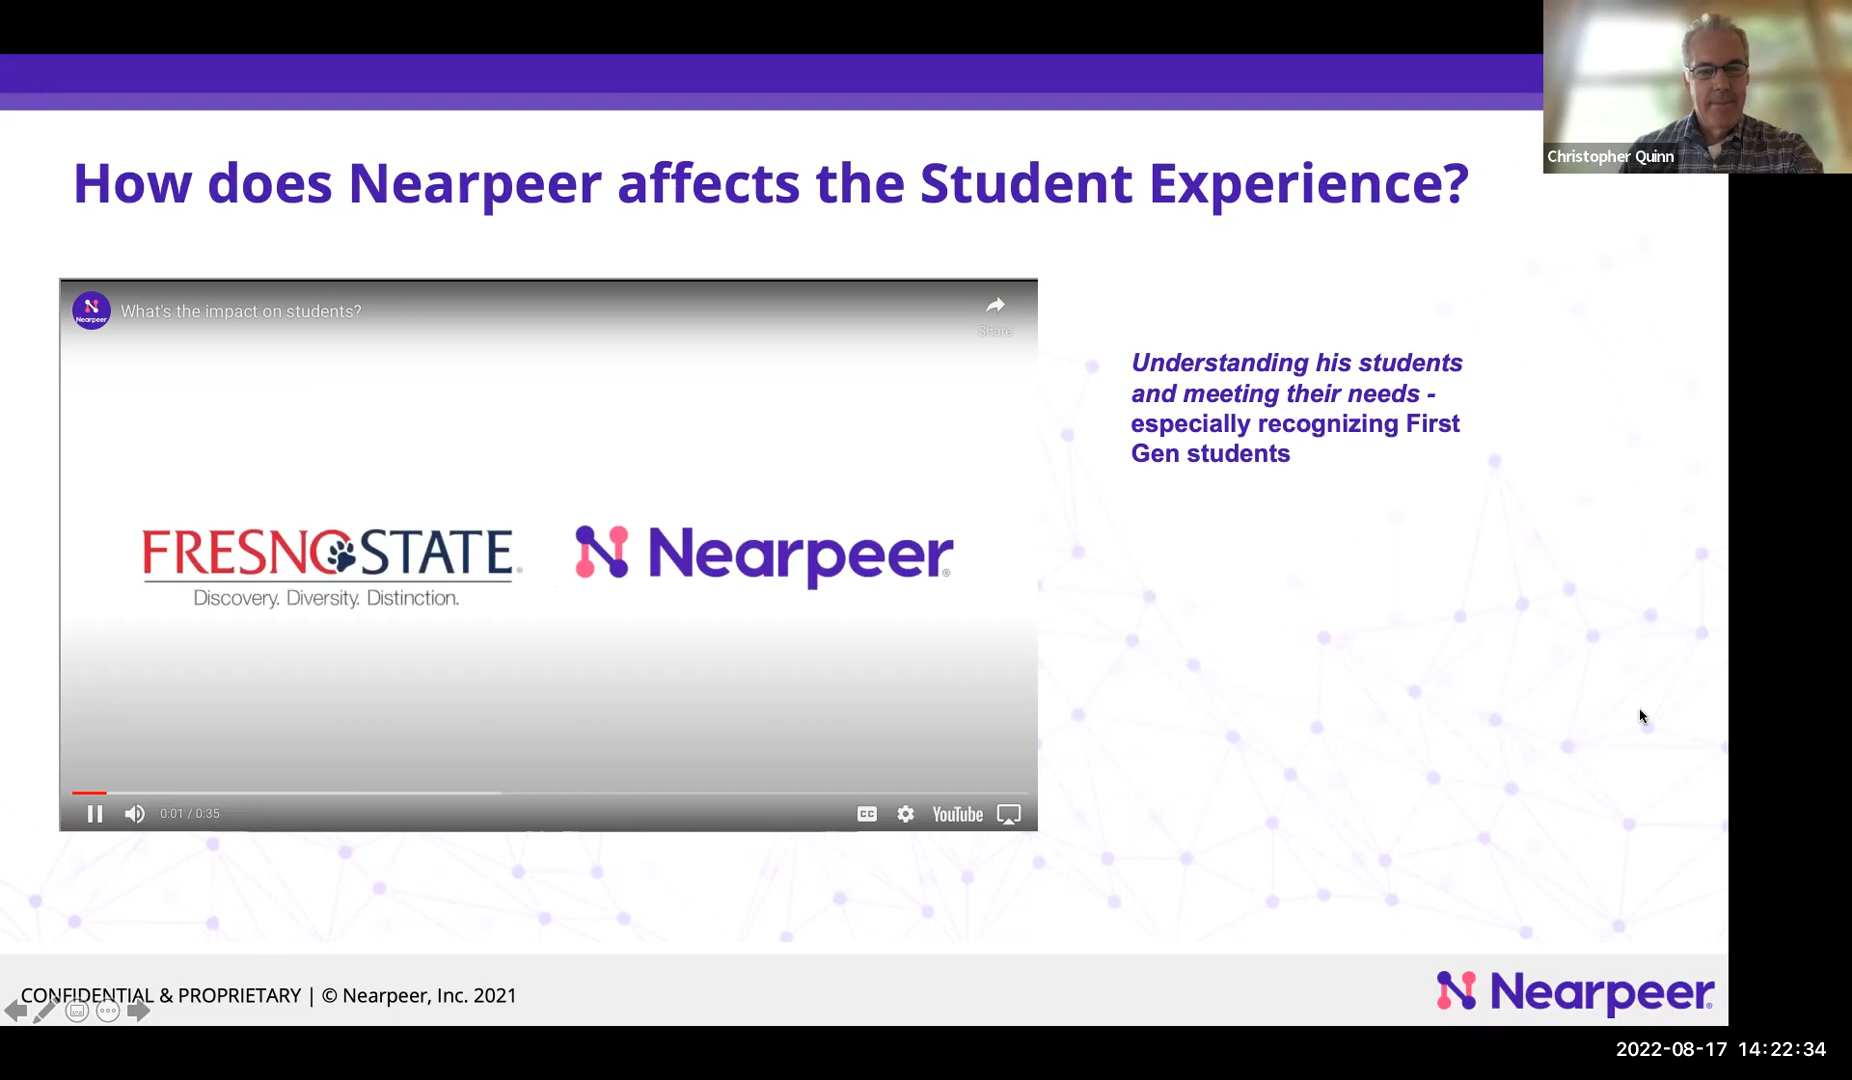 Christopher Quinn
How does Nearpeer affects the Student Experience?
Nearpeer
What's the impact on students?
Share
Understanding his students
and meeting their needs -
especially recognizing First
Gen students
FRESNO STATE®
Discovery. Diversity. Distinction.
Nearpeer®
0:01 / 0:35
CC
YouTube
CONFIDENTIAL & PROPRIETARY | © Nearpeer, Inc. 2021
Nearpeer®
2022-08-17 14:22:34